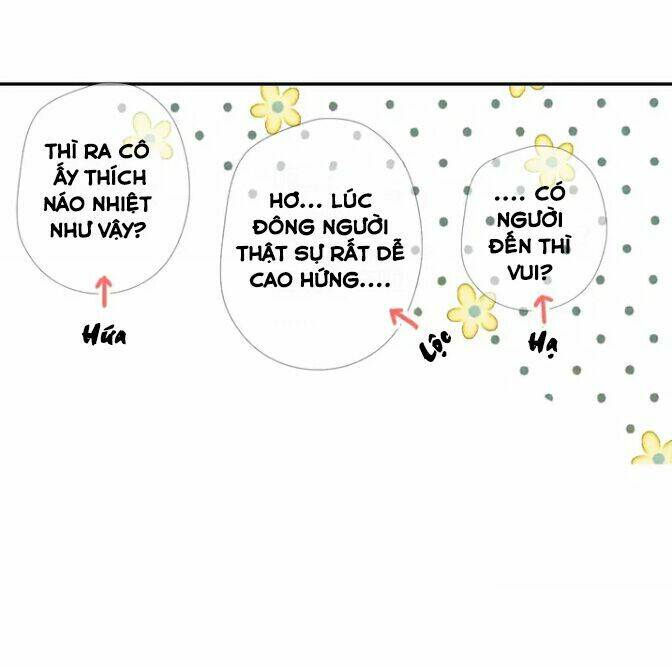 THÌ RA CÔ
ẤY THÍCH
NÁO NHIỆT
NHƯ VẬY?
Hứa
HƠ... LÚC
ĐÔNG NGƯỜI
THẬT SỰ RẤT DỄ
CAO HỨNG....
Lộc
.... CÓ
NGƯỜI
ĐẾN THÌ
VUI?
Hạ